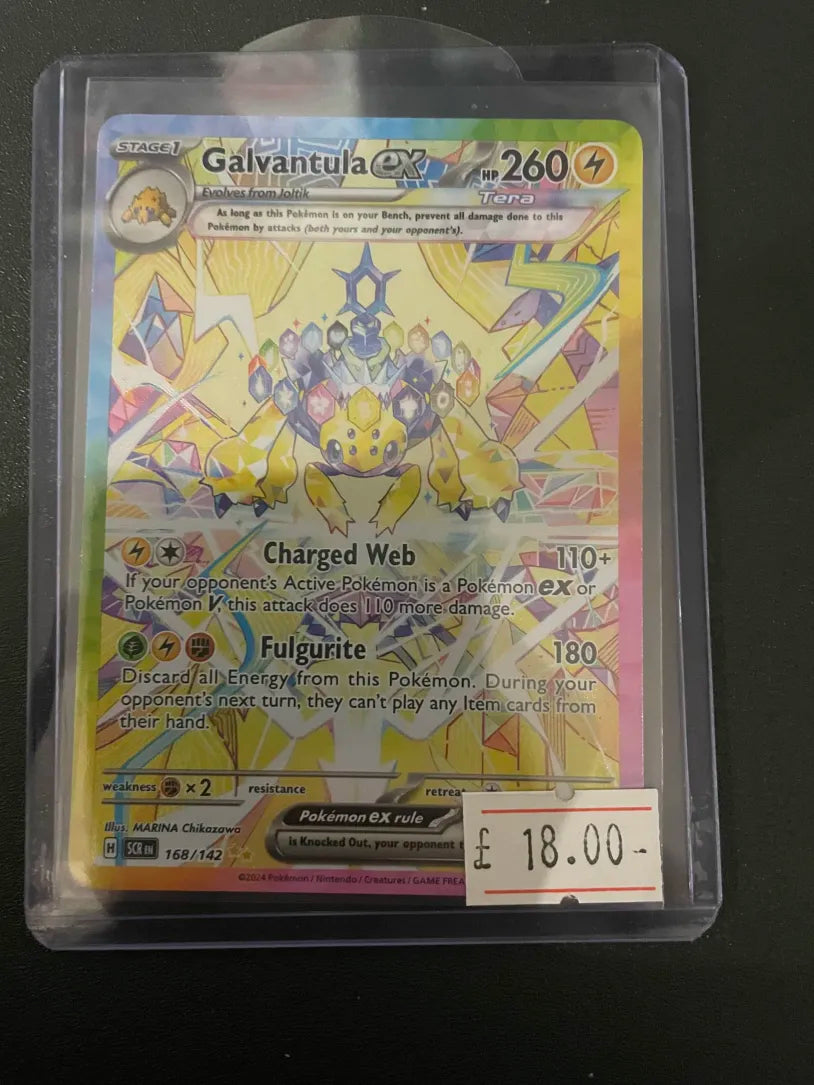 STAGE 1 Galvantula ex HP 260
Evolves from Joltik Tera
As long as this Pokémon is on your Bench, prevent all damage done to this
Pokémon by attacks (both yours and your opponent's).
Charged Web 110+
If your opponent's Active Pokémon is a Pokémon ex or
Pokémon V, this attack does 110 more damage.
Fulgurite 180
Discard all Energy from this Pokémon. During your
opponent's next turn, they can't play any Item cards from
their hand.
weakness ×2 resistance retreat
Illus. MARINA Chikazawa Pokémon ex rule
H SCR EN 168/142 is Knocked Out, your opponent t
£ 18.00-
©2024 Pokémon / Nintendo / Creatures / GAME FREA